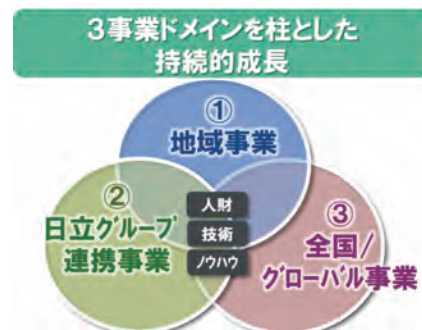 3事業ドメインを柱とした
持続的成長
①
地域事業
②
日立グループ
連携事業
人財
技術
ノウハウ
③
全国/
グローバル事業